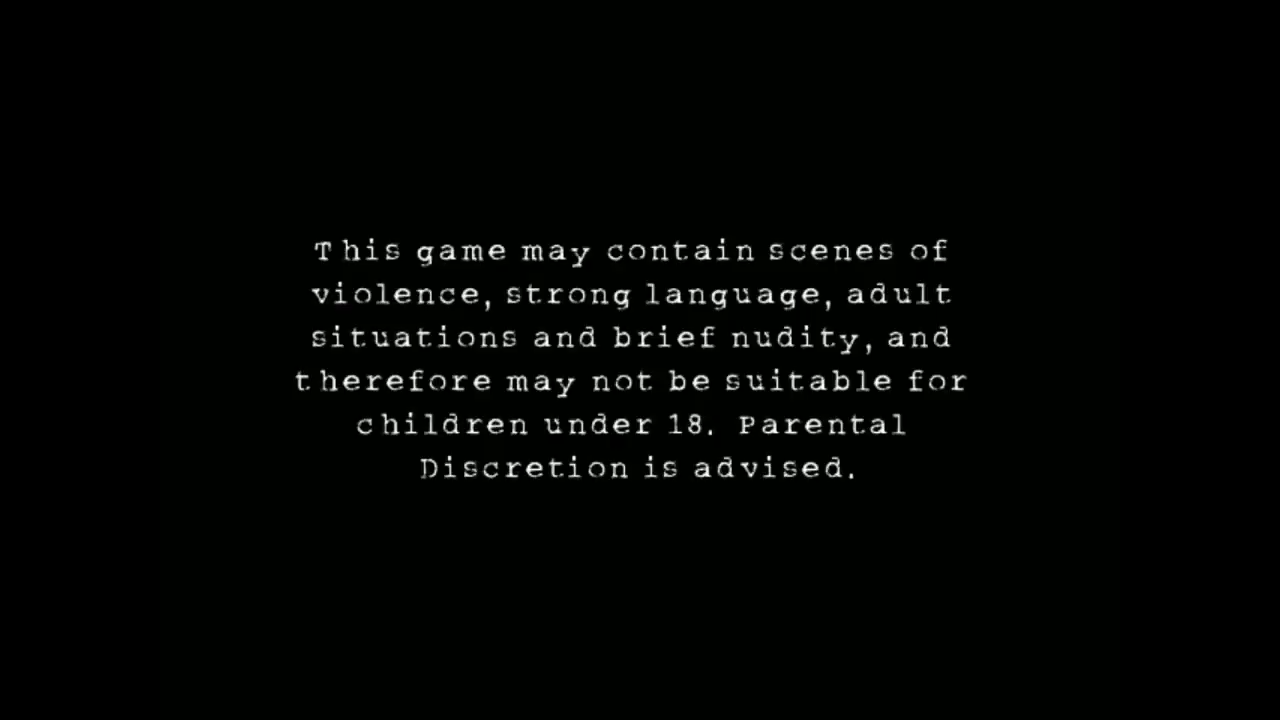 This game may contain scenes of
violence, strong language, adult
situations and brief nudity, and
therefore may not be suitable for
children under 18. Parental
Discretion is advised.